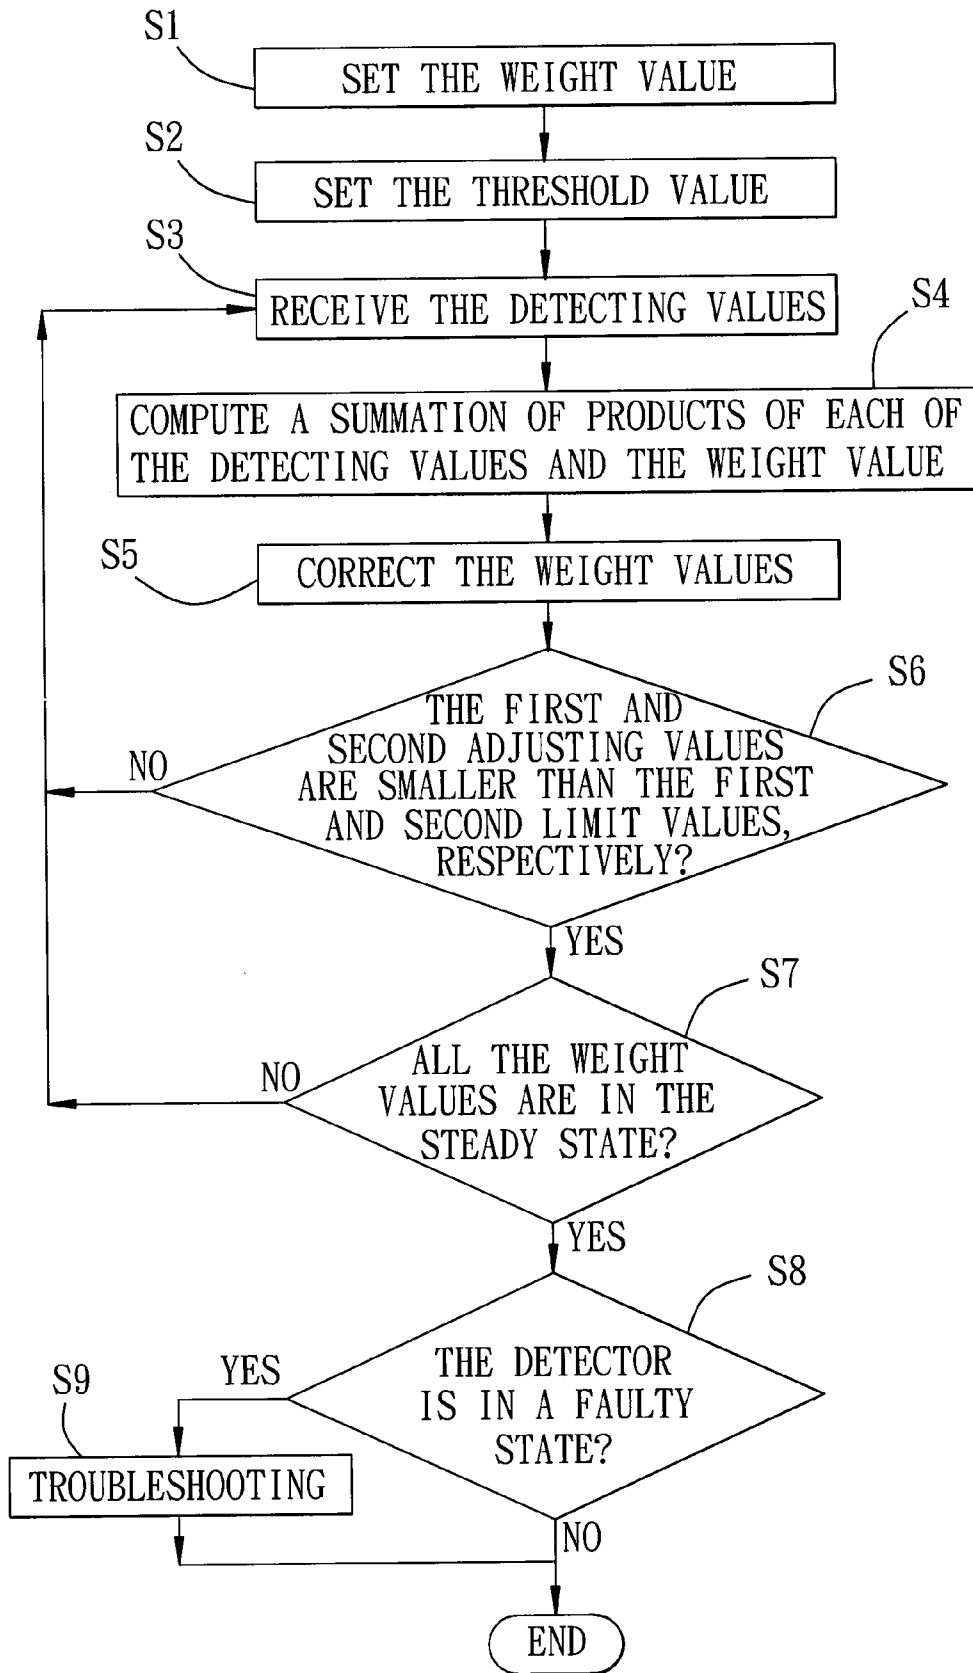 S1
SET THE WEIGHT VALUE
S2
SET THE THRESHOLD VALUE
S3
RECEIVE THE DETECTING VALUES
S4
COMPUTE A SUMMATION OF PRODUCTS OF EACH OF
THE DETECTING VALUES AND THE WEIGHT VALUE
S5
CORRECT THE WEIGHT VALUES
S6
THE FIRST AND
SECOND ADJUSTING VALUES
ARE SMALLER THAN THE FIRST
AND SECOND LIMIT VALUES,
RESPECTIVELY?
NO
YES
S7
ALL THE WEIGHT
VALUES ARE IN THE
STEADY STATE?
NO
YES
S8
THE DETECTOR
IS IN A FAULTY
STATE?
YES
S9
TROUBLESHOOTING
NO
END